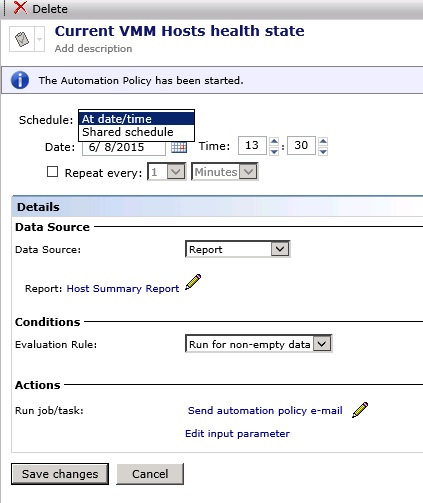 Delete
Current VMM Hosts health state
Add description
The Automation Policy has been started.
Schedule: At date/time
Shared schedule
Date: 6/ 8/2015 Time: 13 : 30
Repeat every: 1 Minutes
Details
Data Source
Data Source: Report
Report: Host Summary Report
Conditions
Evaluation Rule: Run for non-empty data
Actions
Run job/task: Send automation policy e-mail
Edit input parameter
Save changes Cancel